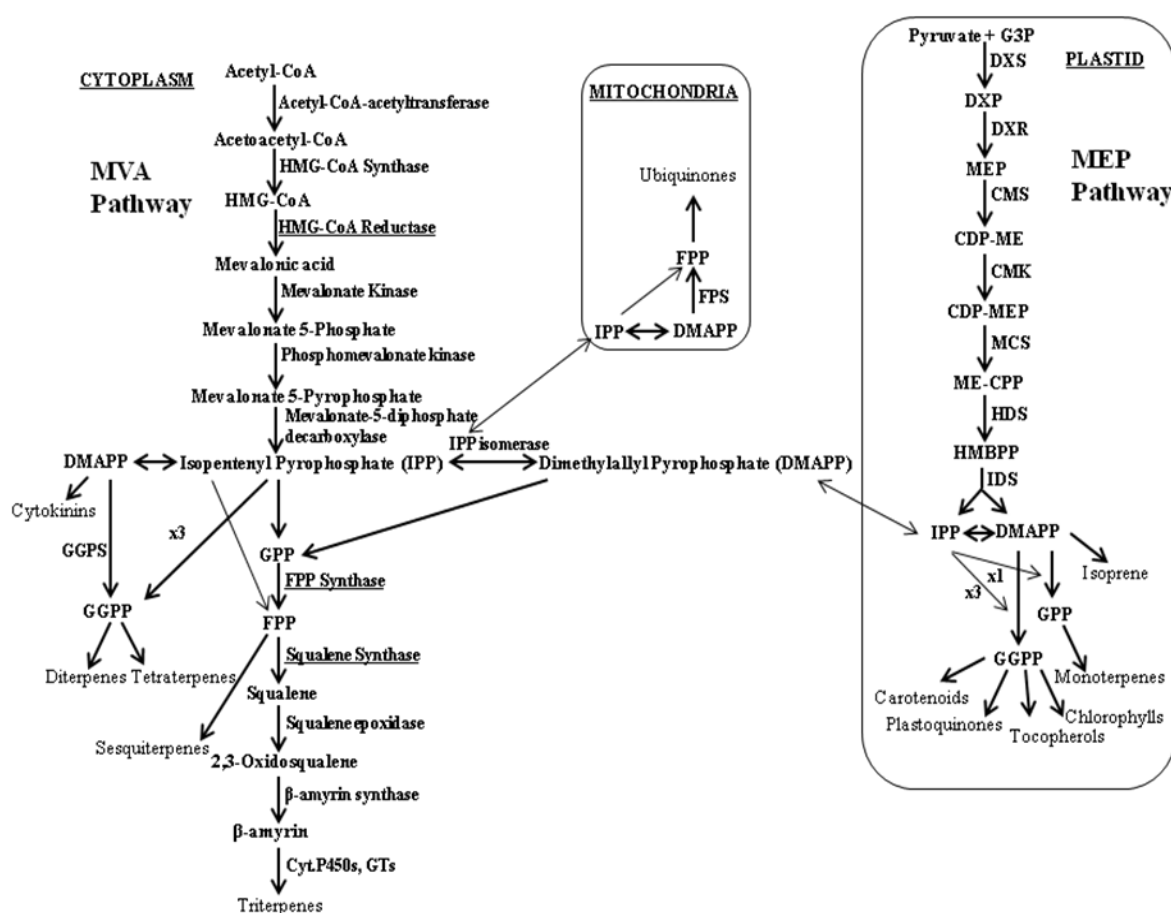 CYTOPLASM
Acetyl-CoA
Acetyl-CoA-acetyltransferase
Acetoacetyl-CoA
MVA
Pathway
HMG-CoA Synthase
HMG-CoA
HMG-CoA Reductase
Mevalonic acid
Mevalonate Kinase
Mevalonate 5-Phosphate
Phosphomevalonate kinase
Mevalonate 5-Pyrophosphate
Mevalonate-5-diphosphate
decarboxylase
IPP isomerase
DMAPP
Isopentenyl Pyrophosphate (IPP)
Dimethylallyl Pyrophosphate (DMAPP)
Cytokinins
GGPS
x3
GPP
FPP Synthase
GGPP
FPP
Diterpenes
Tetraterpenes
Squalene Synthase
Squalene
Squalene epoxidase
Sesquiterpenes
2,3-Oxidosqualene
β-amyrin synthase
β-amyrin
Cyt.P450s, GTs
Triterpenes
MITOCHONDRIA
Ubiquinones
FPP
FPS
IPP
DMAPP
Pyruvate + G3P
DXS
PLASTID
DXP
DXR
MEP
MEP
Pathway
CMS
CDP-ME
CMK
CDP-MEP
MCS
ME-CPP
HDS
HMBPP
IDS
IPP
DMAPP
Isoprene
x1
x3
GPP
GGPP
Monoterpenes
Carotenoids
Plastoquinones
Tocopherols
Chlorophylls